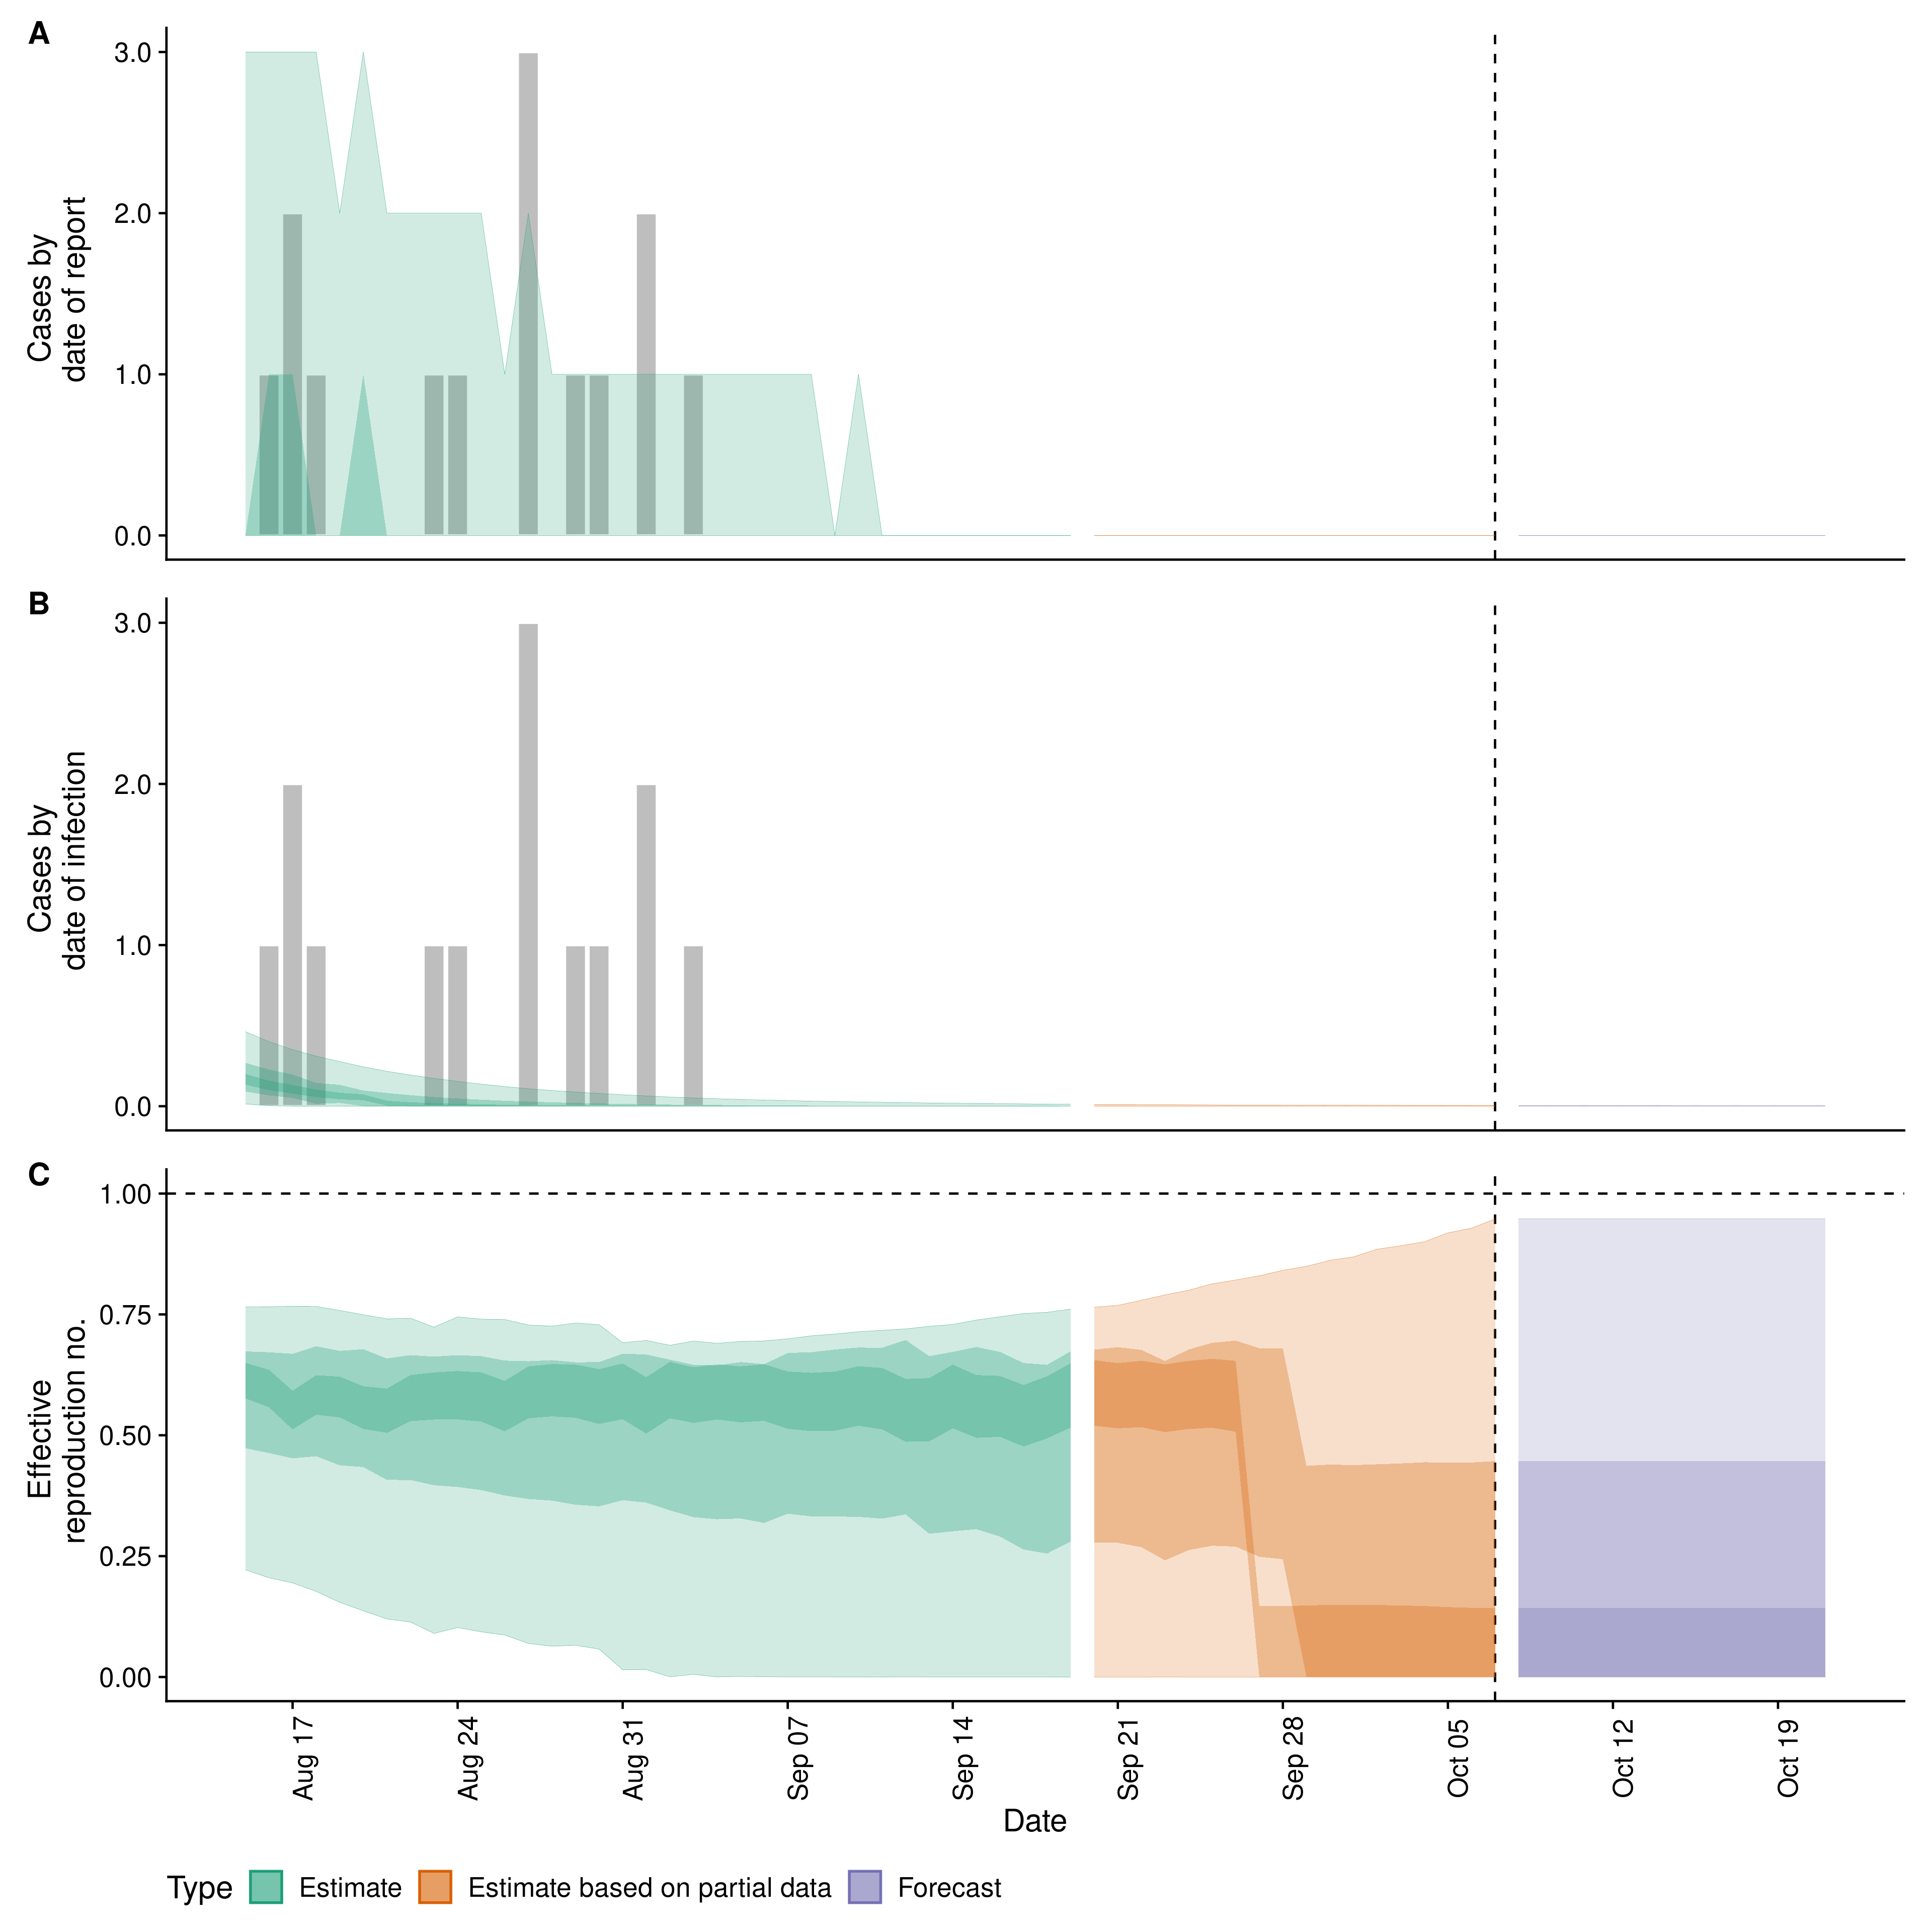 A
Cases by
date of report
3.0
2.0
1.0
0.0
B
Cases by
date of infection
3.0
2.0
1.0
0.0
C
Effective
reproduction no.
1.00
0.75
0.50
0.25
0.00
Aug 17
Aug 24
Aug 31
Sep 07
Sep 14
Sep 21
Sep 28
Oct 05
Oct 12
Oct 19
Date
Type Estimate Estimate based on partial data Forecast